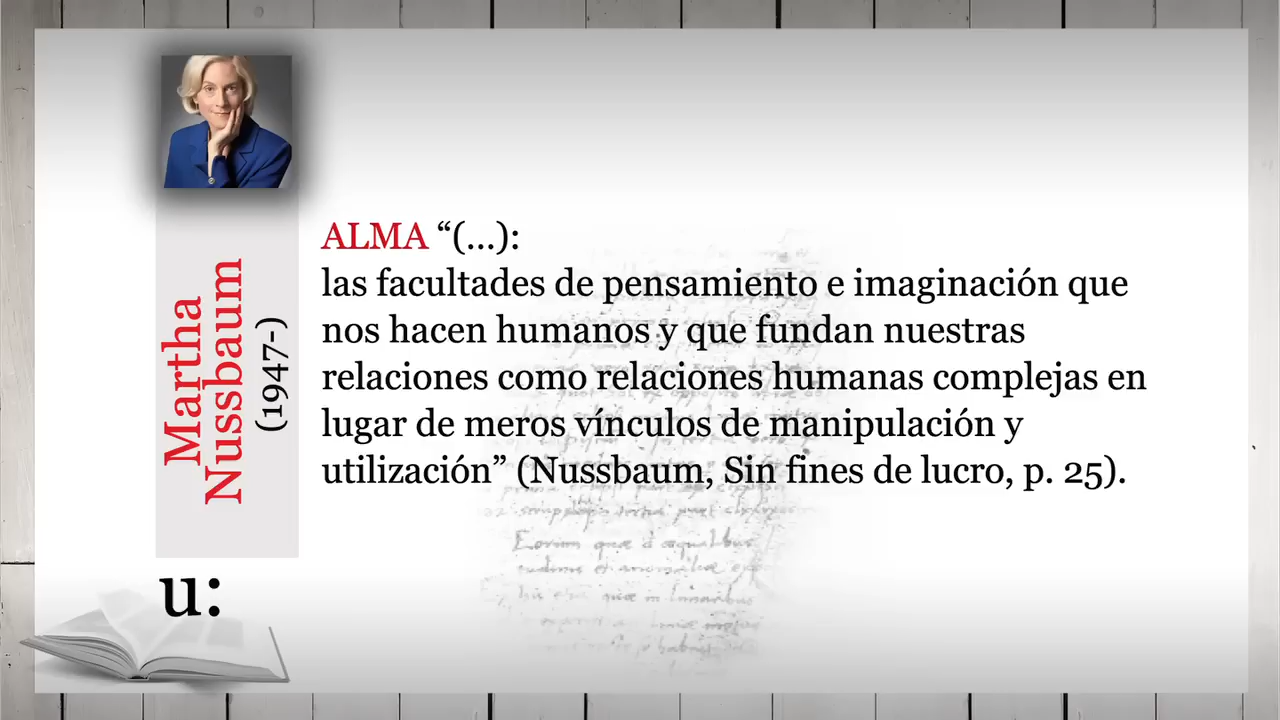 Martha
Nussbaum
(1947-)
ALMA “(...):
las facultades de pensamiento e imaginación que
nos hacen humanos y que fundan nuestras
relaciones como relaciones humanas complejas en
lugar de meros vínculos de manipulación y
utilización” (Nussbaum, Sin fines de lucro, p. 25).
u: